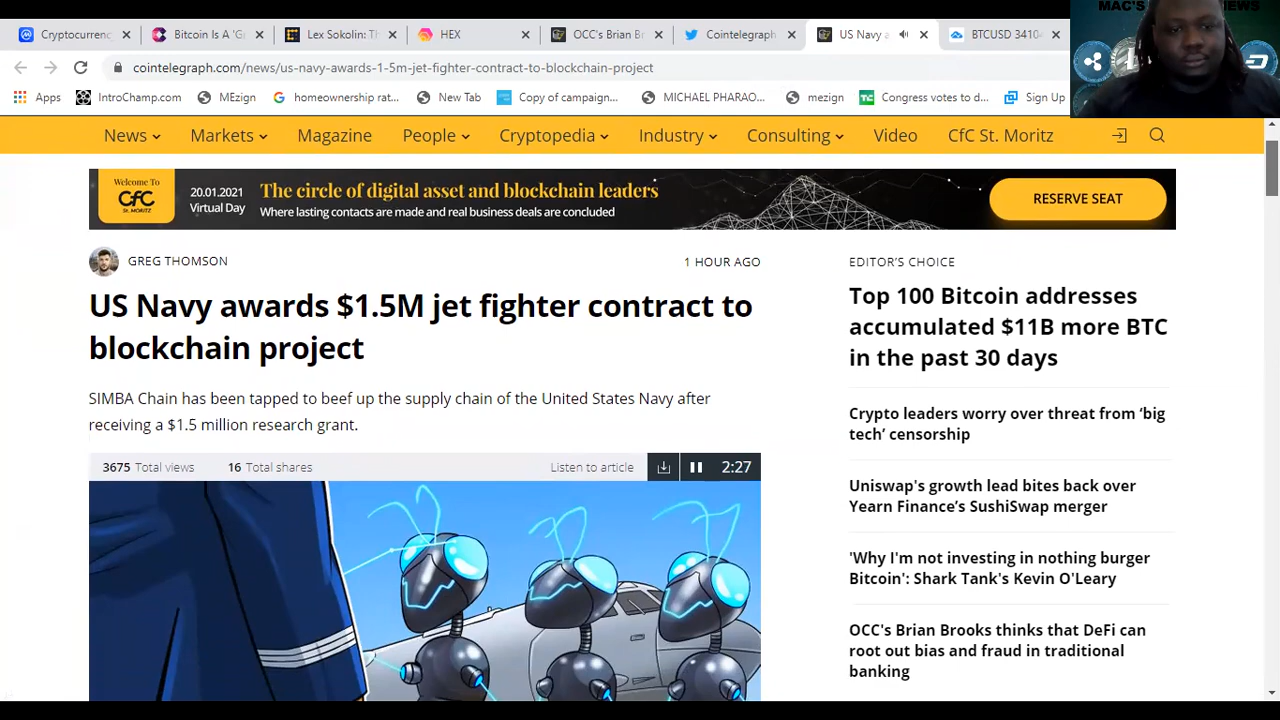 Cryptocurrenc
Bitcoin Is A 'G
Lex Sokolin: Th
HEX
OCC's Brian B
Cointelegraph
US Navy a
BTCUSD 3410
MAC'S
cointelegraph.com/news/us-navy-awards-1-5m-jet-fighter-contract-to-blockchain-project
Apps
IntroChamp.com
MEzign
homeownership rat...
New Tab
Copy of campaign...
MICHAEL PHARAO...
mezign
Congress votes to d...
Sign Up
News
Markets
Magazine
People
Cryptopedia
Industry
Consulting
Video
CfC St. Moritz
Welcome To
CfC
St. MORITZ
20.01.2021
Virtual Day
The circle of digital asset and blockchain leaders
Where lasting contacts are made and real business deals are concluded
RESERVE SEAT
GREG THOMSON
1 HOUR AGO
US Navy awards $1.5M jet fighter contract to
blockchain project
SIMBA Chain has been tapped to beef up the supply chain of the United States Navy after
receiving a $1.5 million research grant.
3675 Total views
16 Total shares
Listen to article
2:27
EDITOR'S CHOICE
Top 100 Bitcoin addresses
accumulated $11B more BTC
in the past 30 days
Crypto leaders worry over threat from ‘big
tech’ censorship
Uniswap's growth lead bites back over
Yearn Finance’s SushiSwap merger
'Why I'm not investing in nothing burger
Bitcoin': Shark Tank's Kevin O'Leary
OCC's Brian Brooks thinks that DeFi can
root out bias and fraud in traditional
banking